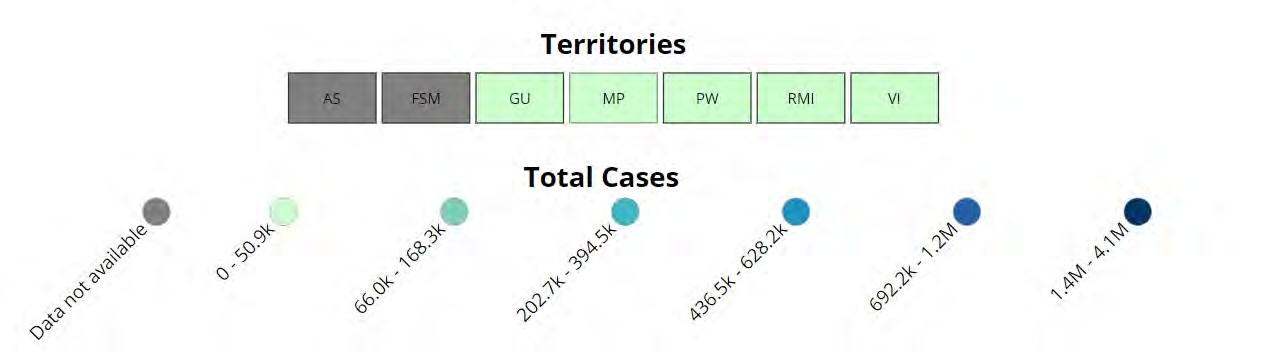 Territories
AS FSM GU MP PW RMI VI
Total Cases
Data not available
0 - 50.9k
66.0k - 168.3k
202.7k - 394.5k
436.5k - 628.2k
692.2k - 1.2M
1.4M - 4.1M